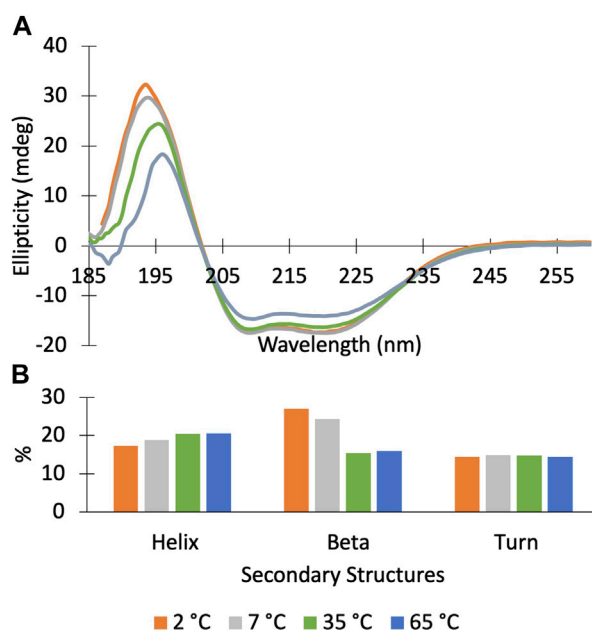 A
40
30
20
10
0
-10
-20
Ellipticity (mdeg)
185 195 205 215 225 235 245 255
Wavelength (nm)
B
30
20
10
0
%
Helix Beta Turn
Secondary Structures
2 °C 7 °C 35 °C 65 °C